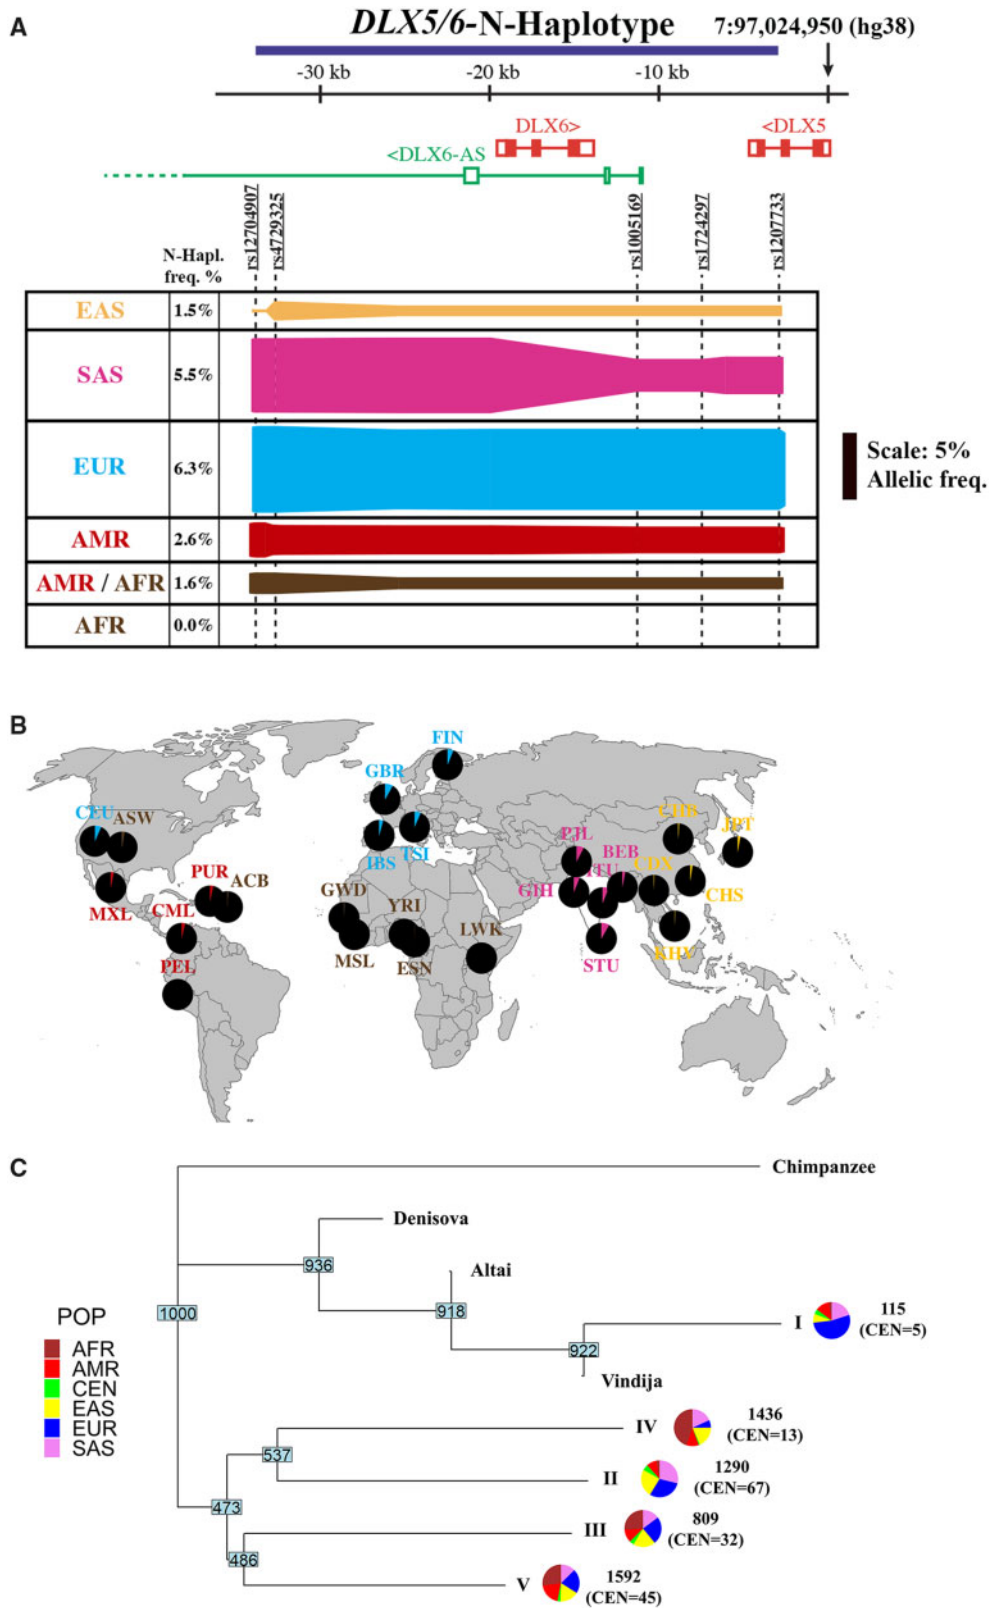 A
DLX5/6-N-Haplotype
7:97,024,950 (hg38)
-30 kb
-20 kb
-10 kb
DLX6>
<DLX5
<DLX6-AS
rs12704907
rs4729325
rs1005169
rs1724297
rs1207733
N-Hapl.
freq. %
EAS 1.5%
SAS 5.5%
EUR 6.3%
AMR 2.6%
AMR / AFR 1.6%
AFR 0.0%
Scale: 5%
Allelic freq.
B
FIN
GBR
CEU
ASW
IBS
TSI
CHB
JPT
PJL
BEB
CDX
ITU
GIH
CHS
MXL
PUR
ACB
CML
GWD
YRI
LWK
MSL
ESN
STU
KHV
PEL
C
Chimpanzee
Denisova
936
Altai
1000
918
POP
AFR
AMR
CEN
EAS
EUR
SAS
I
115
(CEN=5)
922
Vindija
IV
1436
(CEN=13)
537
II
1290
(CEN=67)
473
III
809
(CEN=32)
486
V
1592
(CEN=45)